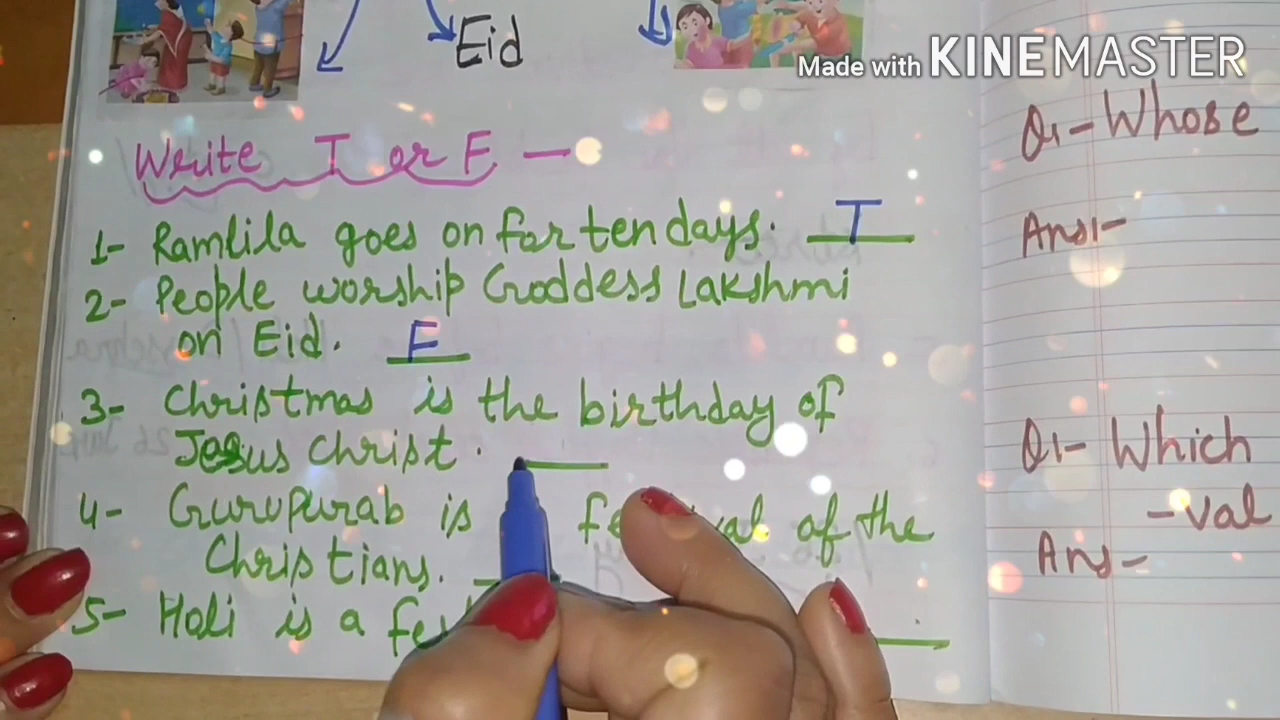 Eid
Made with KINEMASTER
Write T or F —
1- Ramlila goes on for ten days. T
2- People worship Goddess Lakshmi
on Eid. F
3- Christmas is the birthday of
Jesus Christ.
4- Gurupurab is of the
Christians.
5- Holi is a
Q1- Whose
Ans1-
Q1- Which
-val
Ans-